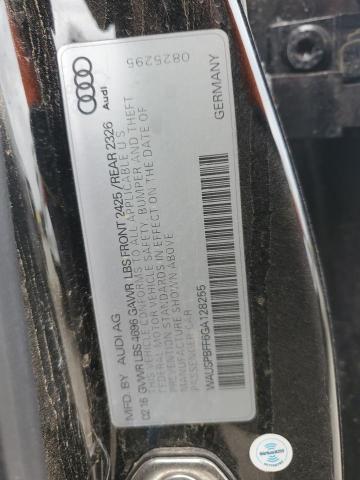 Audi
0825295
MFD. BY AUDI AG
02 16 GVWR LBS 4696 GAWR LBS FRONT 2425 / REAR 2326
THIS VEHICLE CONFORMS TO ALL APPLICABLE U.S.
FEDERAL MOTOR VEHICLE SAFETY, BUMPER AND THEFT
PREVENTION STANDARDS IN EFFECT ON THE DATE OF
MANUFACTURE SHOWN ABOVE
PASSENGER CAR
WAUSPBFF6GA128255
GERMANY